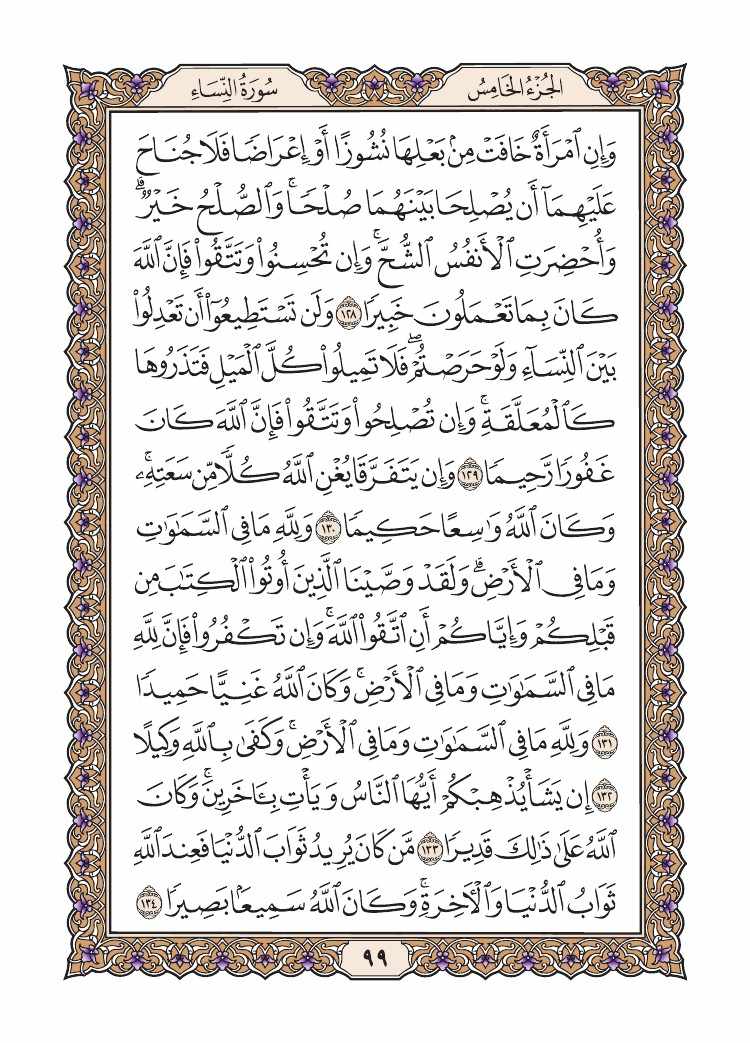 الجُزْءُ الخَامِسُ
سُورَةُ النِّسَاءِ
وَإِنِ ٱمْرَأَةٌ خَافَتْ مِنۢ بَعْلِهَا نُشُوزًا أَوْ إِعْرَاضًا فَلَا جُنَاحَ
عَلَيْهِمَآ أَن يُصْلِحَا بَيْنَهُمَا صُلْحًاۚ وَٱلصُّلْحُ خَيْرٌۗ
وَأُحْضِرَتِ ٱلْأَنفُسُ ٱلشُّحَّۚ وَإِن تُحْسِنُوا۟ وَتَتَّقُوا۟ فَإِنَّ ٱللَّهَ
كَانَ بِمَا تَعْمَلُونَ خَبِيرًا ١٢٨ وَلَن تَسْتَطِيعُوٓا۟ أَن تَعْدِلُوا۟
بَيْنَ ٱلنِّسَآءِ وَلَوْ حَرَصْتُمْۖ فَلَا تَمِيلُوا۟ كُلَّ ٱلْمَيْلِ فَتَذَرُوهَا
كَٱلْمُعَلَّقَةِۚ وَإِن تُصْلِحُوا۟ وَتَتَّقُوا۟ فَإِنَّ ٱللَّهَ كَانَ
غَفُورًا رَّحِيمًا ١٢٩ وَإِن يَتَفَرَّقَا يُغْنِ ٱللَّهُ كُلًّا مِّن سَعَتِهِۦۚ
وَكَانَ ٱللَّهُ وَٰسِعًا حَكِيمًا ١٣٠ وَلِلَّهِ مَا فِى ٱلسَّمَٰوَٰتِ
وَمَا فِى ٱلْأَرْضِۗ وَلَقَدْ وَصَّيْنَا ٱلَّذِينَ أُوتُوا۟ ٱلْكِتَٰبَ مِن
قَبْلِكُمْ وَإِيَّاكُمْ أَنِ ٱتَّقُوا۟ ٱللَّهَۚ وَإِن تَكْفُرُوا۟ فَإِنَّ لِلَّهِ
مَا فِى ٱلسَّمَٰوَٰتِ وَمَا فِى ٱلْأَرْضِۚ وَكَانَ ٱللَّهُ غَنِيًّا حَمِيدًا
١٣١ وَلِلَّهِ مَا فِى ٱلسَّمَٰوَٰتِ وَمَا فِى ٱلْأَرْضِۚ وَكَفَىٰ بِٱللَّهِ وَكِيلًا
١٣٢ إِن يَشَأْ يُذْهِبْكُمْ أَيُّهَا ٱلنَّاسُ وَيَأْتِ بِـَٔاخَرِينَۚ وَكَانَ
ٱللَّهُ عَلَىٰ ذَٰلِكَ قَدِيرًا ١٣٣ مَّن كَانَ يُرِيدُ ثَوَابَ ٱلدُّنْيَا فَعِندَ ٱللَّهِ
ثَوَابُ ٱلدُّنْيَا وَٱلْءَاخِرَةِۚ وَكَانَ ٱللَّهُ سَمِيعًۢا بَصِيرًا ١٣٤
٩٩